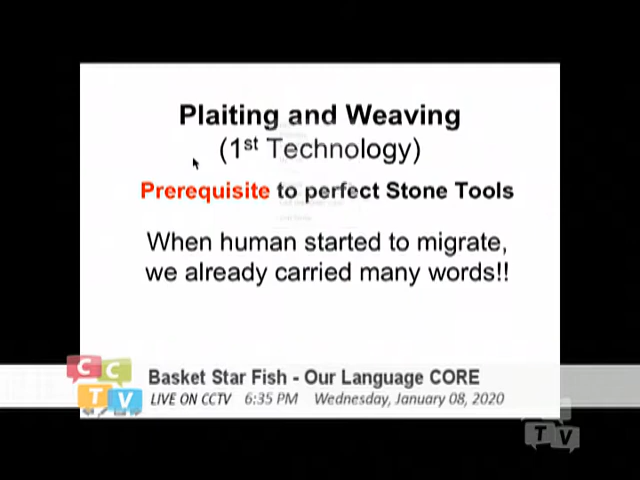 Plaiting and Weaving
(1st Technology)
Prerequisite to perfect Stone Tools
When human started to migrate,
we already carried many words!!
CC
TV
Basket Star Fish - Our Language CORE
LIVE ON CCTV 6:35 PM Wednesday, January 08, 2020
TV